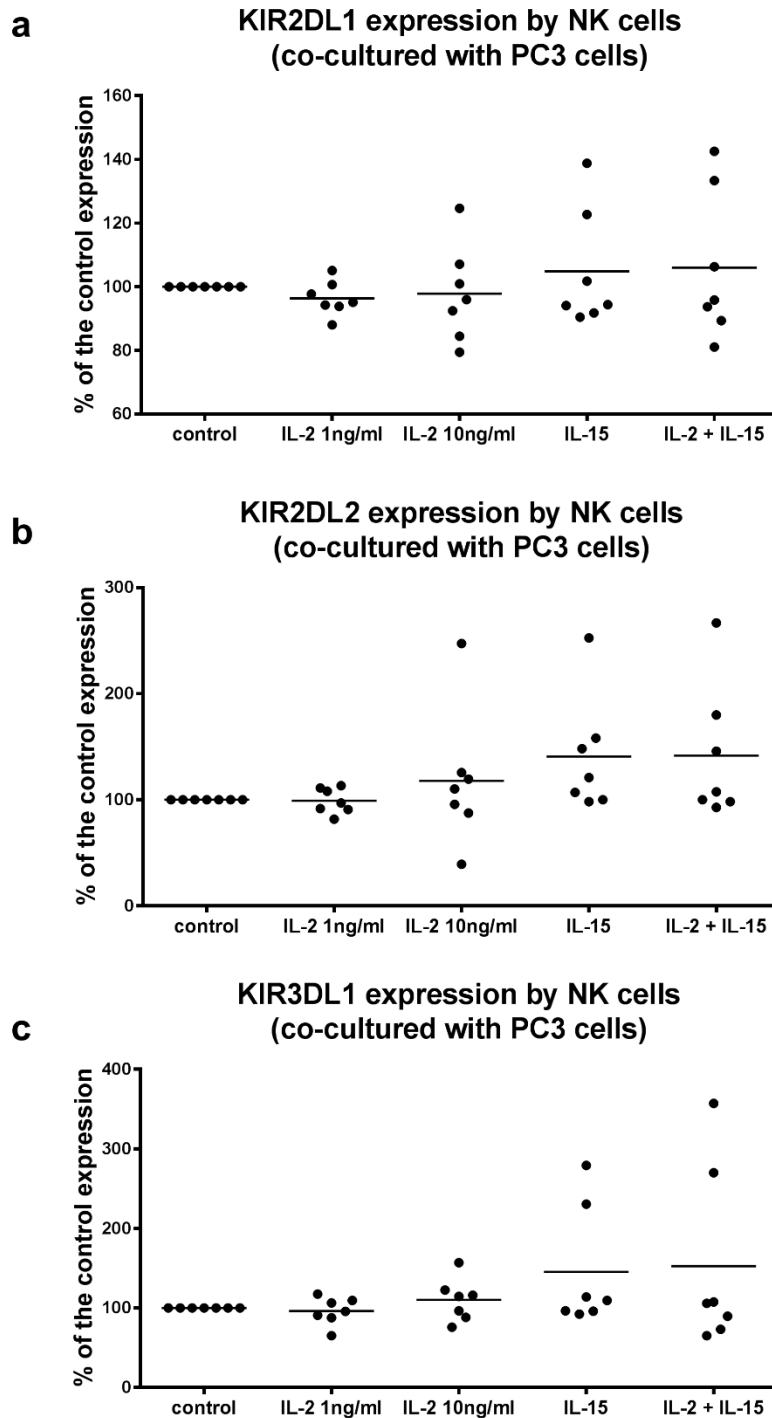 a
KIR2DL1 expression by NK cells
(co-cultured with PC3 cells)
% of the control expression
160
140
120
100
80
60
control IL-2 1ng/ml IL-2 10ng/ml IL-15 IL-2 + IL-15
b
KIR2DL2 expression by NK cells
(co-cultured with PC3 cells)
% of the control expression
300
200
100
0
control IL-2 1ng/ml IL-2 10ng/ml IL-15 IL-2 + IL-15
c
KIR3DL1 expression by NK cells
(co-cultured with PC3 cells)
% of the control expression
400
300
200
100
0
control IL-2 1ng/ml IL-2 10ng/ml IL-15 IL-2 + IL-15